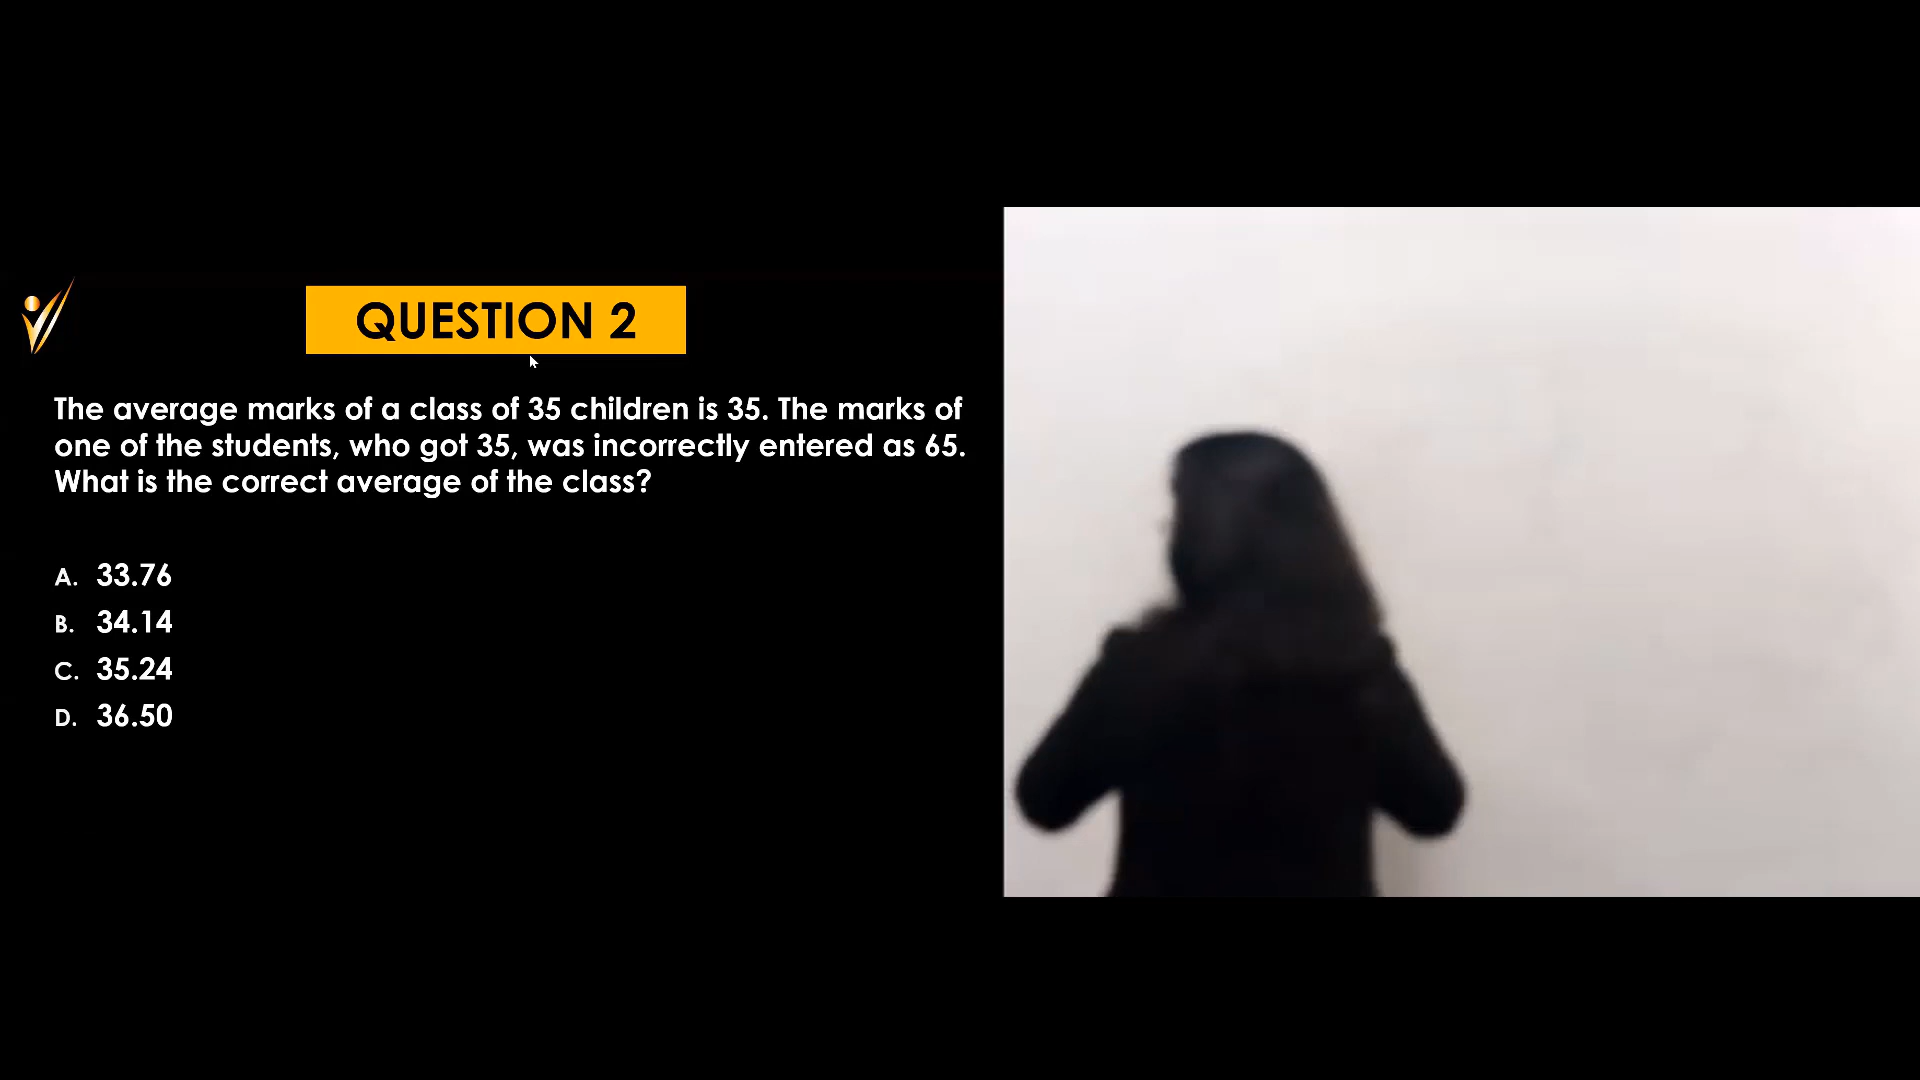 QUESTION 2
The average marks of a class of 35 children is 35. The marks of
one of the students, who got 35, was incorrectly entered as 65.
What is the correct average of the class?
A. 33.76
B. 34.14
C. 35.24
D. 36.50